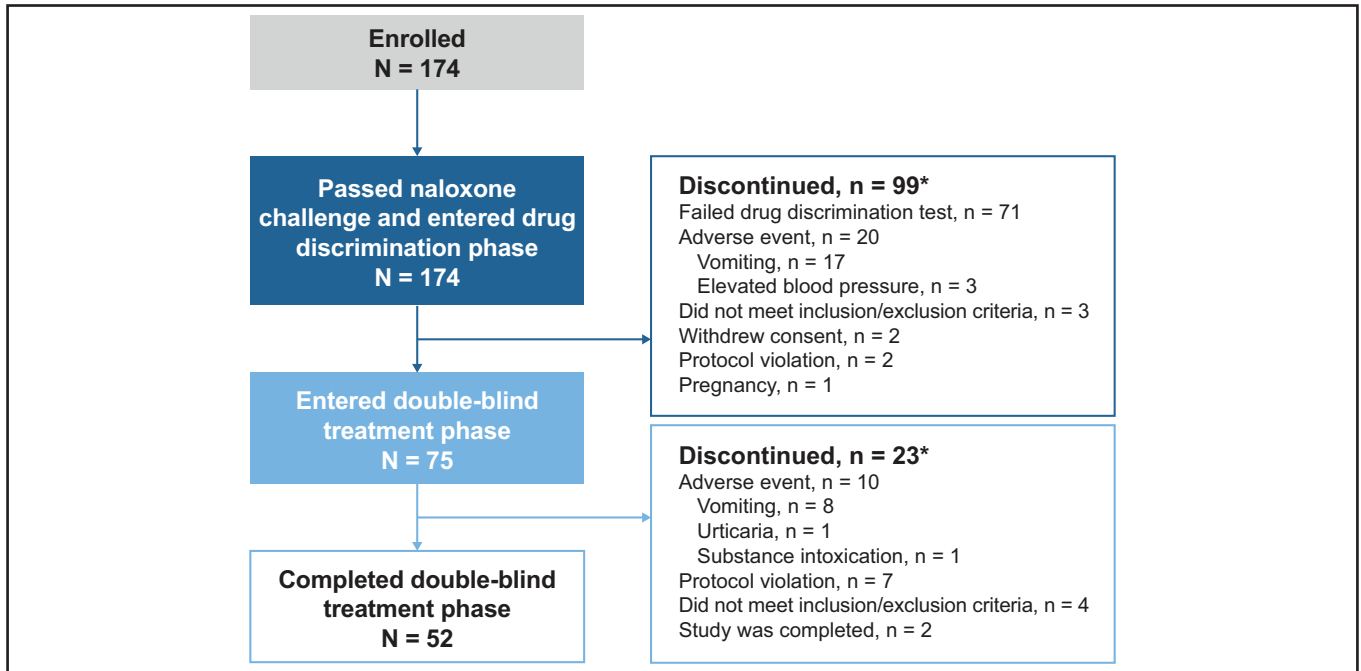 Enrolled
N = 174
Passed naloxone
challenge and entered drug
discrimination phase
N = 174
Discontinued, n = 99*
Failed drug discrimination test, n = 71
Adverse event, n = 20
Vomiting, n = 17
Elevated blood pressure, n = 3
Did not meet inclusion/exclusion criteria, n = 3
Withdrew consent, n = 2
Protocol violation, n = 2
Pregnancy, n = 1
Entered double-blind
treatment phase
N = 75
Discontinued, n = 23*
Adverse event, n = 10
Vomiting, n = 8
Urticaria, n = 1
Substance intoxication, n = 1
Protocol violation, n = 7
Did not meet inclusion/exclusion criteria, n = 4
Study was completed, n = 2
Completed double-blind
treatment phase
N = 52